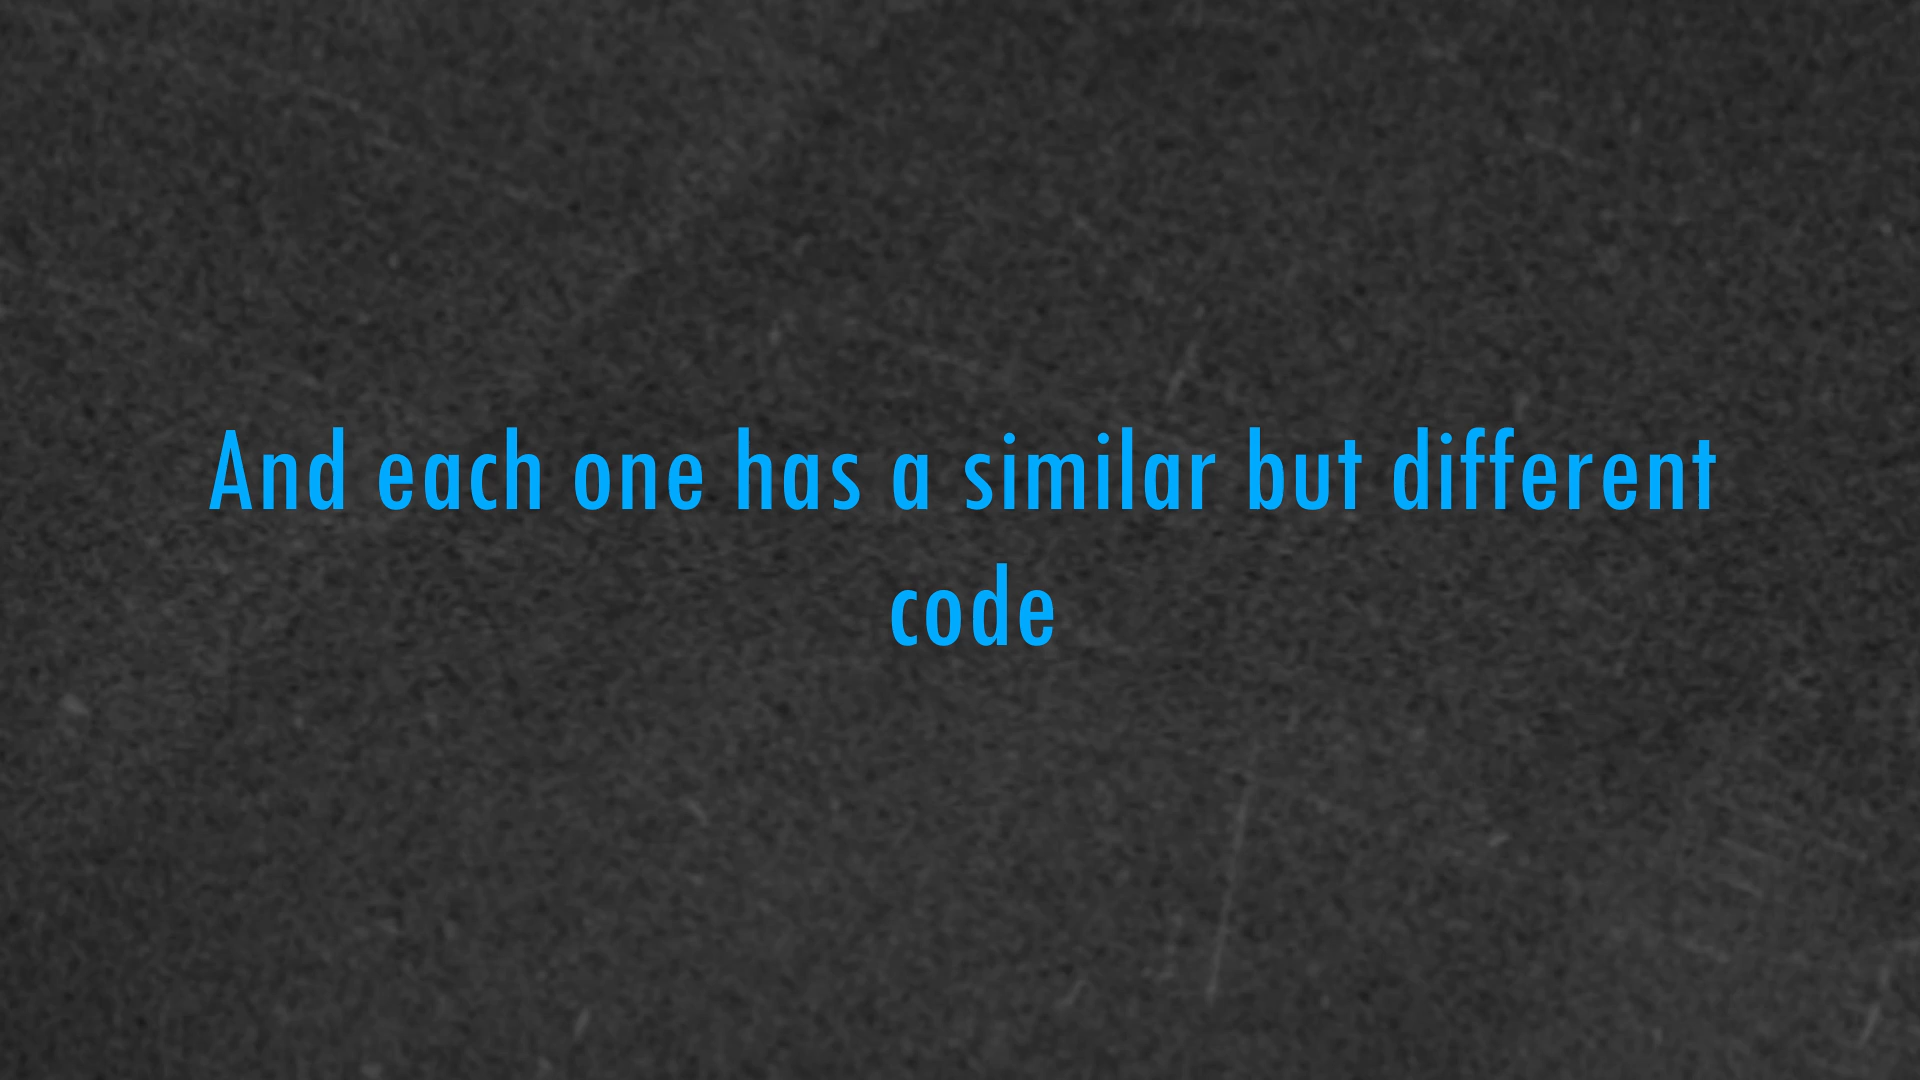 And each one has a similar but different
code